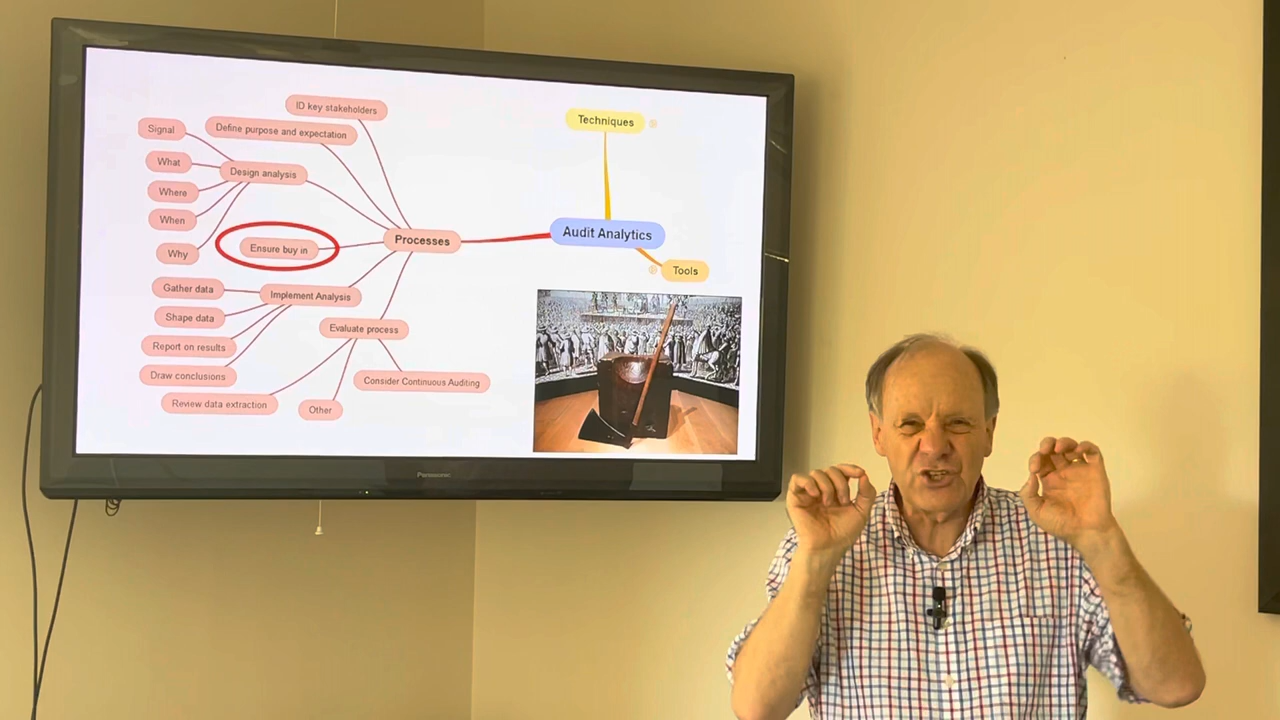 ID key stakeholders
Define purpose and expectation
Signal
Design analysis
What
Where
When
Why
Ensure buy in
Processes
Gather data
Implement Analysis
Shape data
Report on results
Draw conclusions
Evaluate process
Consider Continuous Auditing
Review data extraction
Other
Techniques
Audit Analytics
Tools
Panasonic